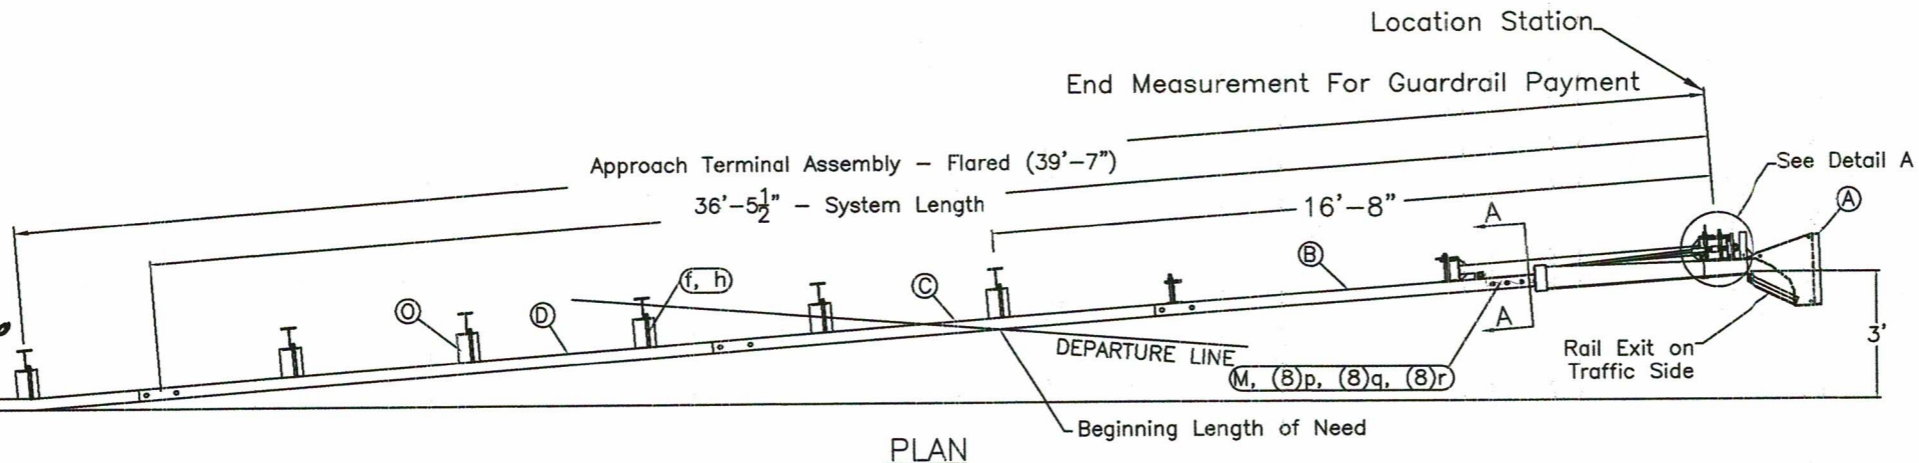 Location Station
End Measurement For Guardrail Payment
Approach Terminal Assembly – Flared (39'-7")
See Detail A
36'-5½" – System Length
16'-8"
A
A
B
f, h
C
O
D
A
3'
DEPARTURE LINE
Rail Exit on
Traffic Side
M, (8)p, (8)q, (8)r
Beginning Length of Need
PLAN